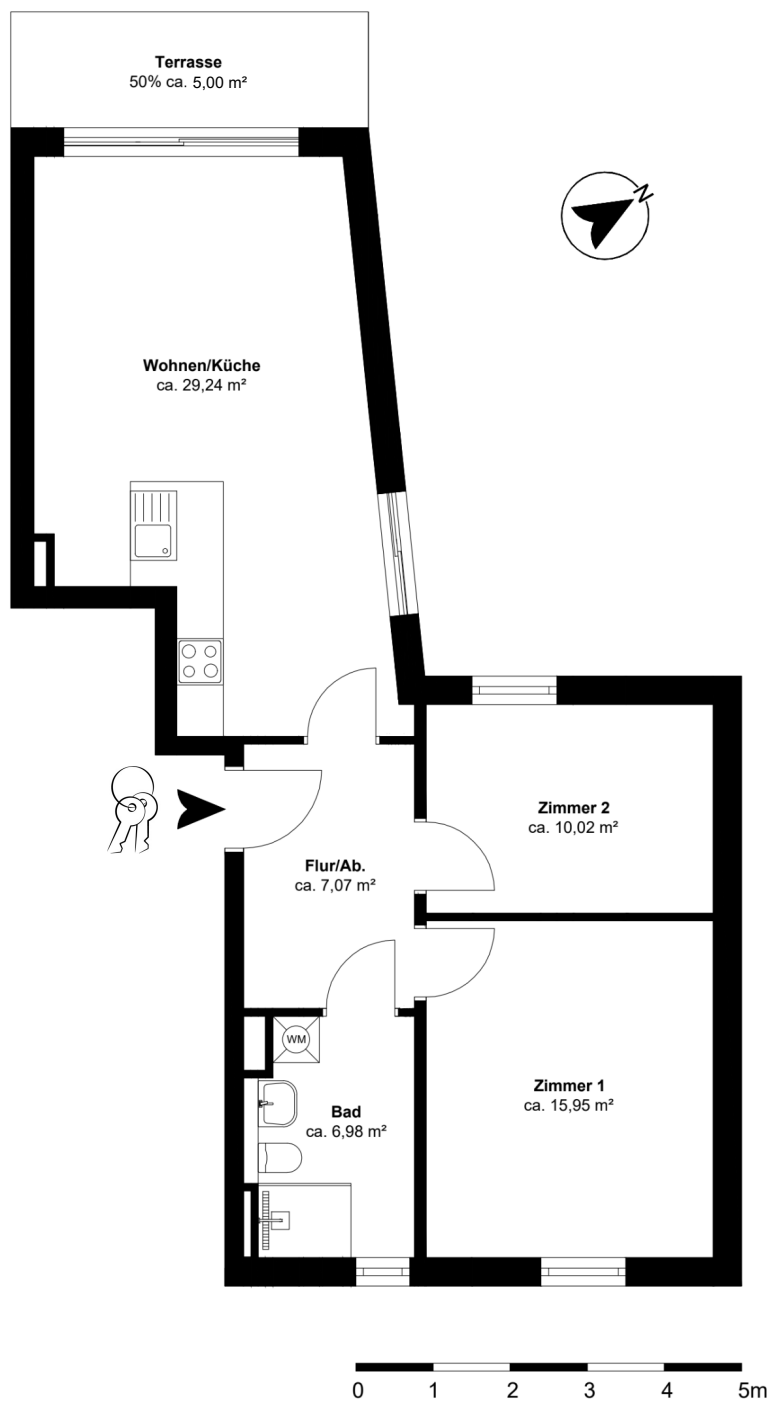 Terrasse
50% ca. 5,00 m²
N
Wohnen/Küche
ca. 29,24 m²
Zimmer 2
ca. 10,02 m²
Flur/Ab.
ca. 7,07 m²
WM
Zimmer 1
ca. 15,95 m²
Bad
ca. 6,98 m²
0 1 2 3 4 5m